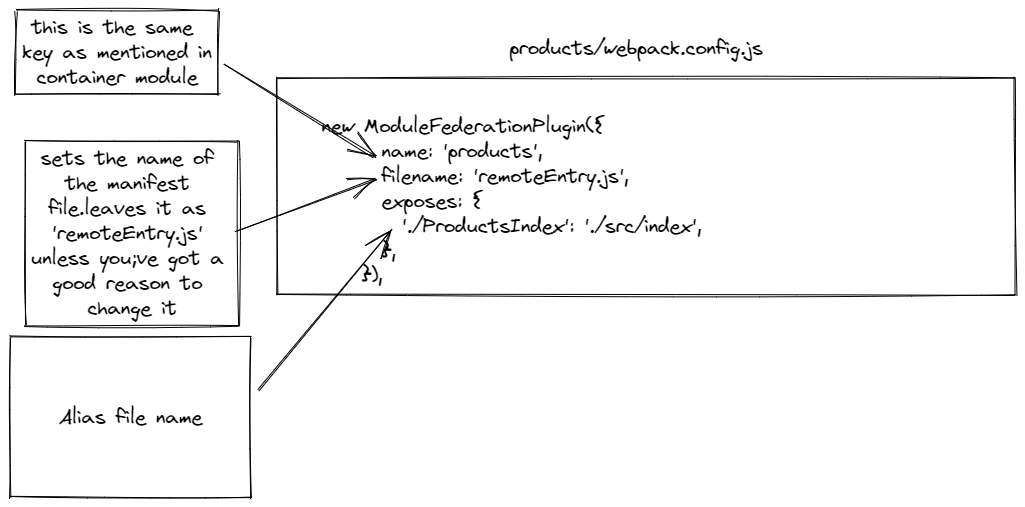 this is the same
key as mentioned in
container module
products/webpack.config.js
new ModuleFederationPlugin({
name: 'products',
filename: 'remoteEntry.js',
exposes: {
'./ProductsIndex': './src/index',
},
}),
sets the name of
the manifest
file.leaves it as
'remoteEntry.js'
unless you;ve got a
good reason to
change it
Alias file name